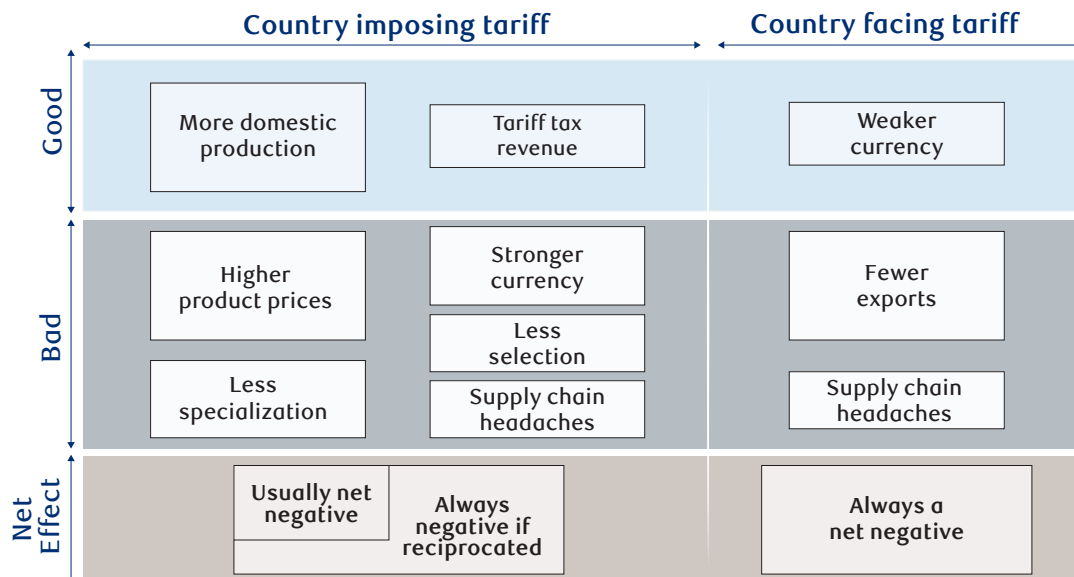 Country imposing tariff
Country facing tariff
Good
More domestic
production
Tariff tax
revenue
Weaker
currency
Bad
Higher
product prices
Stronger
currency
Less
selection
Less
specialization
Supply chain
headaches
Fewer
exports
Supply chain
headaches
Net
Effect
Usually net
negative
Always
negative if
reciprocated
Always a
net negative